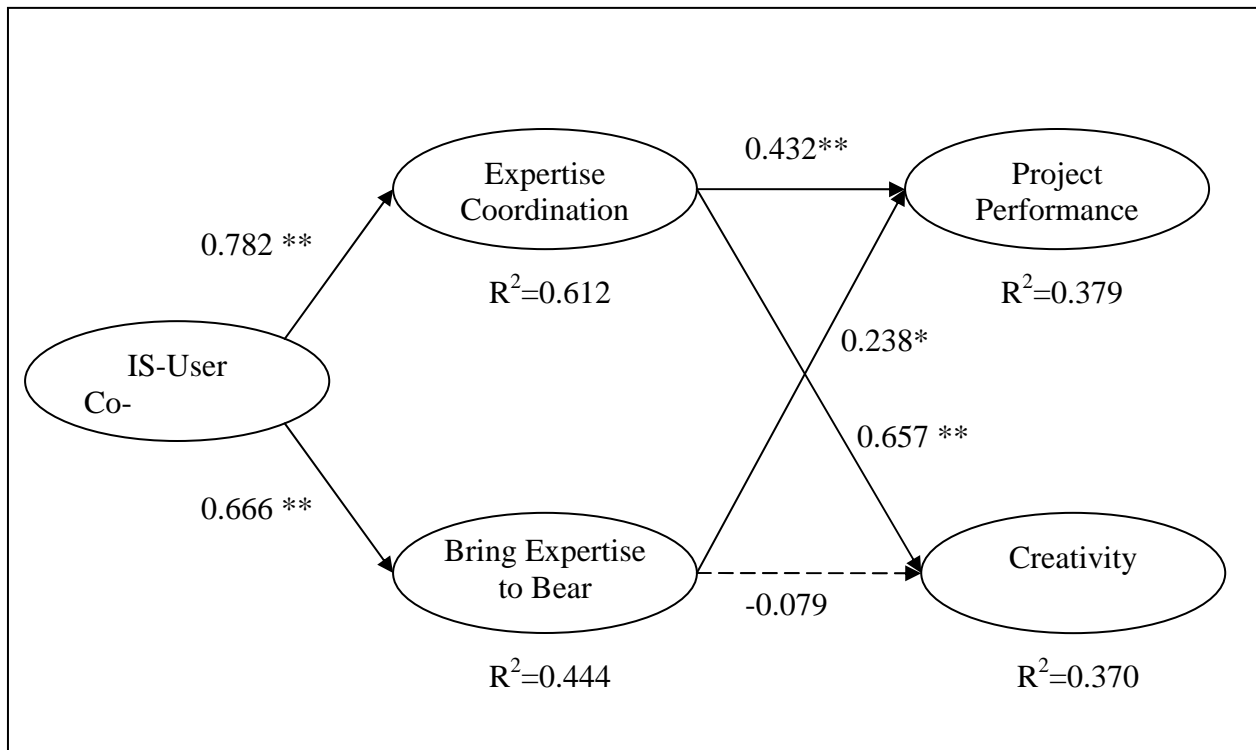 Expertise
Coordination
R²=0.612
0.432**
Project
Performance
R²=0.379
0.782 **
0.238*
IS-User
Co-
0.657 **
0.666 **
Bring Expertise
to Bear
R²=0.444
-0.079
Creativity
R²=0.370